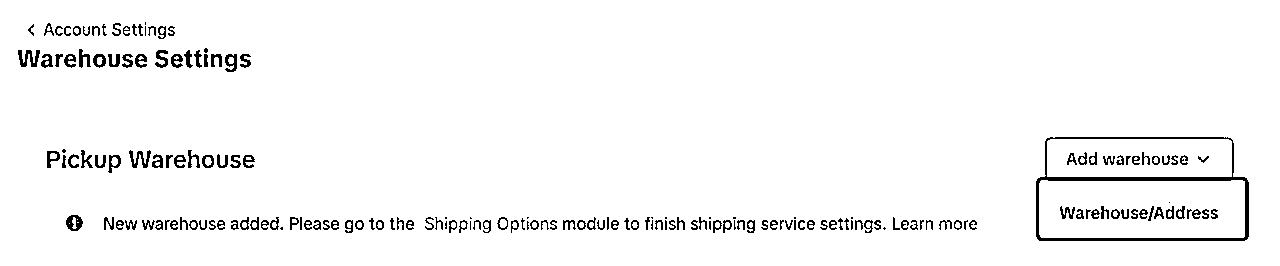 Account Settings
Warehouse Settings
Pickup Warehouse
Add warehouse
New warehouse added. Please go to the Shipping Options module to finish shipping service settings. Learn more
Warehouse/Address